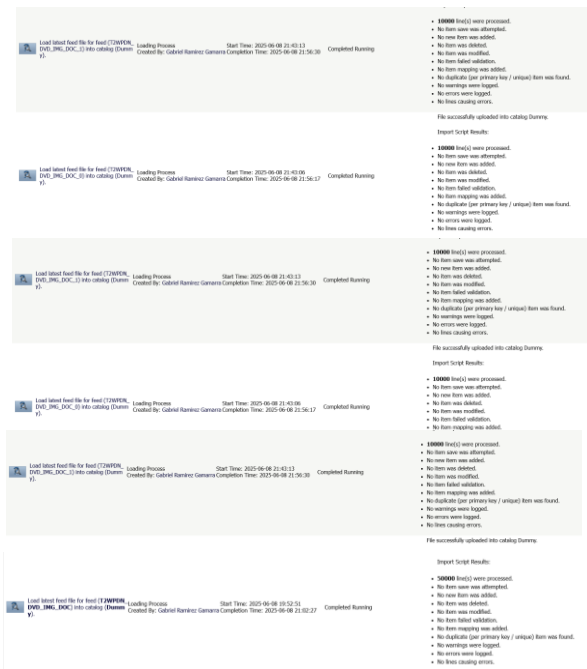 • 10000 line(s) were processed.
• No item save was attempted.
• No new item was added.
• No item was deleted.
• No item was modified.
• No item failed validation.
• No item mapping was added.
• No duplicate (per primary key / unique) item was found.
• No warnings were logged.
• No errors were logged.
• No lines causing errors.
Load latest feed file for feed (T2WPDN_
DVD_IMG_DOC_1) into catalog (Dumm
y).
Loading Process
Created By: Gabriel Ramirez Gamarra
Start Time: 2025-06-08 21:43:13
Completion Time: 2025-06-08 21:56:30
Completed Running
File successfully uploaded into catalog Dummy.
Import Script Results:
• 10000 line(s) were processed.
• No item save was attempted.
• No new item was added.
• No item was deleted.
• No item was modified.
• No item failed validation.
• No item mapping was added.
• No duplicate (per primary key / unique) item was found.
• No warnings were logged.
• No errors were logged.
• No lines causing errors.
Load latest feed file for feed (T2WPDN_
DVD_IMG_DOC_0) into catalog (Dumm
y).
Loading Process
Created By: Gabriel Ramirez Gamarra
Start Time: 2025-06-08 21:43:06
Completion Time: 2025-06-08 21:56:17
Completed Running
• 10000 line(s) were processed.
• No item save was attempted.
• No new item was added.
• No item was deleted.
• No item was modified.
• No item failed validation.
• No item mapping was added.
• No duplicate (per primary key / unique) item was found.
• No warnings were logged.
• No errors were logged.
• No lines causing errors.
Load latest feed file for feed (T2WPDN_
DVD_IMG_DOC_1) into catalog (Dumm
y).
Loading Process
Created By: Gabriel Ramirez Gamarra
Start Time: 2025-06-08 21:43:13
Completion Time: 2025-06-08 21:56:30
Completed Running
File successfully uploaded into catalog Dummy.
Import Script Results:
• 10000 line(s) were processed.
• No item save was attempted.
• No new item was added.
• No item was deleted.
• No item was modified.
• No item failed validation.
• No item mapping was added.
Load latest feed file for feed (T2WPDN_
DVD_IMG_DOC_0) into catalog (Dumm
y).
Loading Process
Created By: Gabriel Ramirez Gamarra
Start Time: 2025-06-08 21:43:06
Completion Time: 2025-06-08 21:56:17
Completed Running
• 10000 line(s) were processed.
• No item save was attempted.
• No new item was added.
• No item was deleted.
• No item was modified.
• No item failed validation.
• No item mapping was added.
• No duplicate (per primary key / unique) item was found.
• No warnings were logged.
• No errors were logged.
• No lines causing errors.
Load latest feed file for feed (T2WPDN_
DVD_IMG_DOC_1) into catalog (Dumm
y).
Loading Process
Created By: Gabriel Ramirez Gamarra
Start Time: 2025-06-08 21:43:13
Completion Time: 2025-06-08 21:56:30
Completed Running
File successfully uploaded into catalog Dummy.
Import Script Results:
• 50000 line(s) were processed.
• No item save was attempted.
• No new item was added.
• No item was deleted.
• No item was modified.
• No item failed validation.
• No item mapping was added.
• No duplicate (per primary key / unique) item was found.
• No warnings were logged.
• No errors were logged.
• No lines causing errors.
Load latest feed file for feed (T2WPDN_
DVD_IMG_DOC) into catalog (Dumm
y).
Loading Process
Created By: Gabriel Ramirez Gamarra
Start Time: 2025-06-08 19:52:51
Completion Time: 2025-06-08 21:02:27
Completed Running